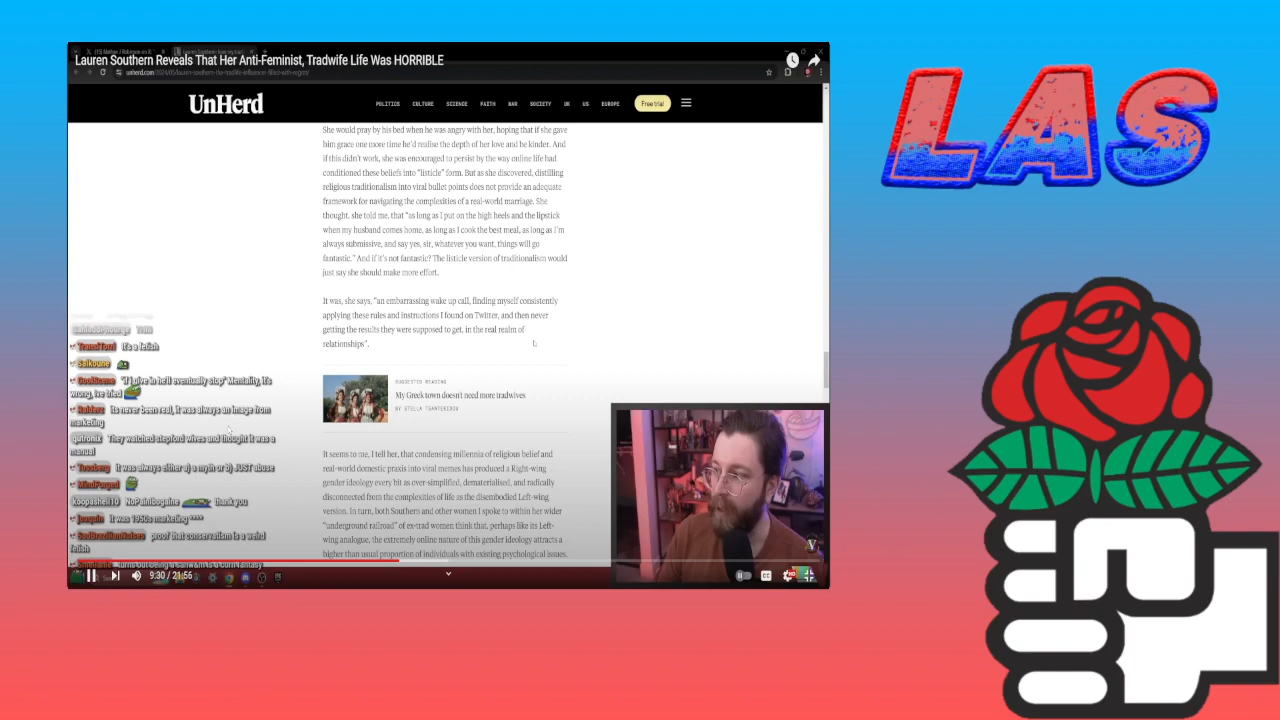 Lauren Southern Reveals That Her Anti-Feminist, Tradwife Life Was HORRIBLE
UnHerd
POLITICS CULTURE SCIENCE FAITH WAR SOCIETY UK US EUROPE Free trial
She would pray by his bed when he was angry with her, hoping that if she gave
him grace one more time he'd realise the depth of her love and be kinder. And
if this didn't work, she was encouraged to persist by the way online life had
conditioned these beliefs into "listicle" form. But as she discovered, distilling
religious traditionalism into viral bullet points does not provide an adequate
framework for navigating the complexities of a real-world marriage. She
thought, she told me, that "as long as I put on the high heels and the lipstick
when my husband comes home, as long as I cook the best meal, as long as I'm
always submissive, and say yes, sir, whatever you want, things will go
fantastic." And if it's not fantastic? The listicle version of traditionalism would
just say she should make more effort.
It was, she says, "an embarrassing wake up call, finding myself consistently
applying these rules and instructions I found on Twitter, and then never
getting the results they were supposed to get, in the real realm of
relationships".
SUGGESTED READING
My Greek town doesn't need more tradwives
BY STELLA TSANTEKIDOU
It seems to me, I tell her, that condensing millennia of religious belief and
real-world domestic praxis into viral memes has produced a Right-wing
gender ideology every bit as over-simplified, dematerialised, and radically
disconnected from the complexities of life as the disembodied Left-wing
version. In turn, both Southern and other women I spoke to within her wider
"underground railroad" of ex-trad women think that, perhaps like its Left-
wing analogue, the extremely online nature of this gender ideology attracts a
higher than usual proportion of individuals with existing psychological issues.
TransTorri It's a fetish
Selkoune
GoodScene "if I give in he'll eventually stop" Mentality, it's
wrong, ive tried
Raiderz its never been real, it was always an image from
marketing
quitronix They watched stepford wives and thought it was a
manual
Tossberg It was always either a) a myth or b) JUST abuse
MindForged
koopashell10 NoPainIbogaine thank you
joaquin it was 1950s marketing ****
SadBrazilianNoises proof that conservatism is a weird
fetish
9:30 / 21:56
V
CC
HD
LAS